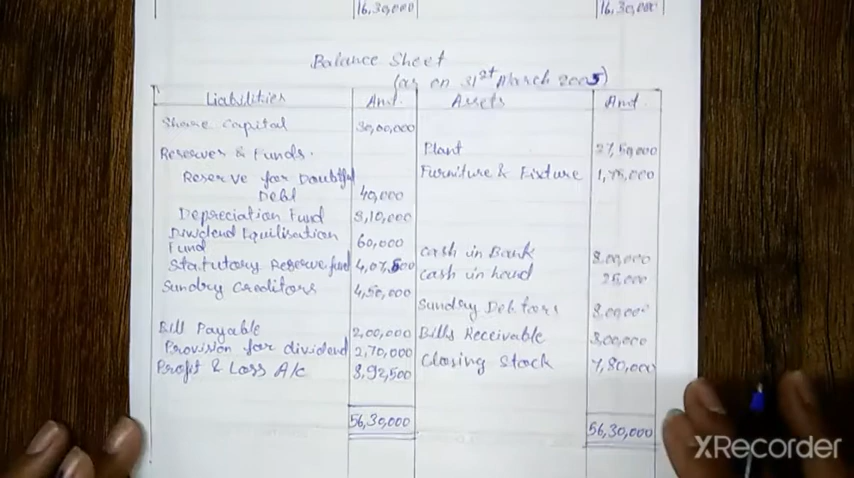 16,30,000 16,30,000
Balance Sheet
(as on 31st March 2005)
Liabilities Amt. Assets Amt.
Share Capital 30,00,000
Reserves & Funds. Plant 27,50,000
Reserve for Doubtful Furniture & Fixture 1,75,000
Debt 40,000
Depreciation Fund 8,10,000
Dividend Equilisation
Fund 60,000 Cash in Bank 8,00,000
Statutory Reserve fund 4,07,500 Cash in hand 25,000
Sundry Creditors 4,50,000
Sundry Debtors 8,00,000
Bill Payable 2,00,000 Bills Receivable 3,00,000
Provision for dividend 2,70,000
Profit & Loss A/c 3,92,500 Closing Stock 7,80,000
56,30,000 56,30,000
XRecorder